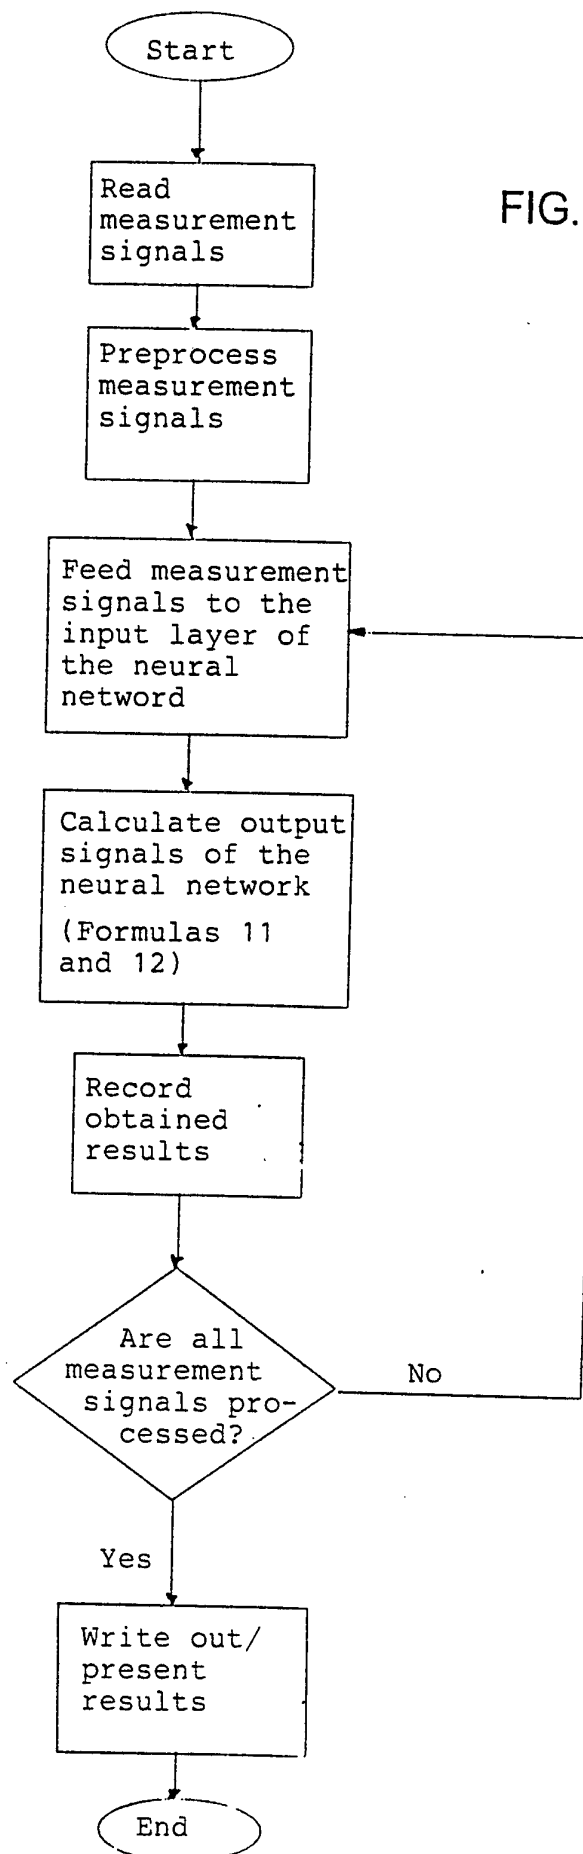 Start
Read
measurement
signals
FIG.
Preprocess
measurement
signals
Feed measurement
signals to the
input layer of
the neural
netword
Calculate output
signals of the
neural network
(Formulas 11
and 12)
Record
obtained
results
Are all
measurement
signals pro-
cessed?
No
Yes
Write out/
present
results
End